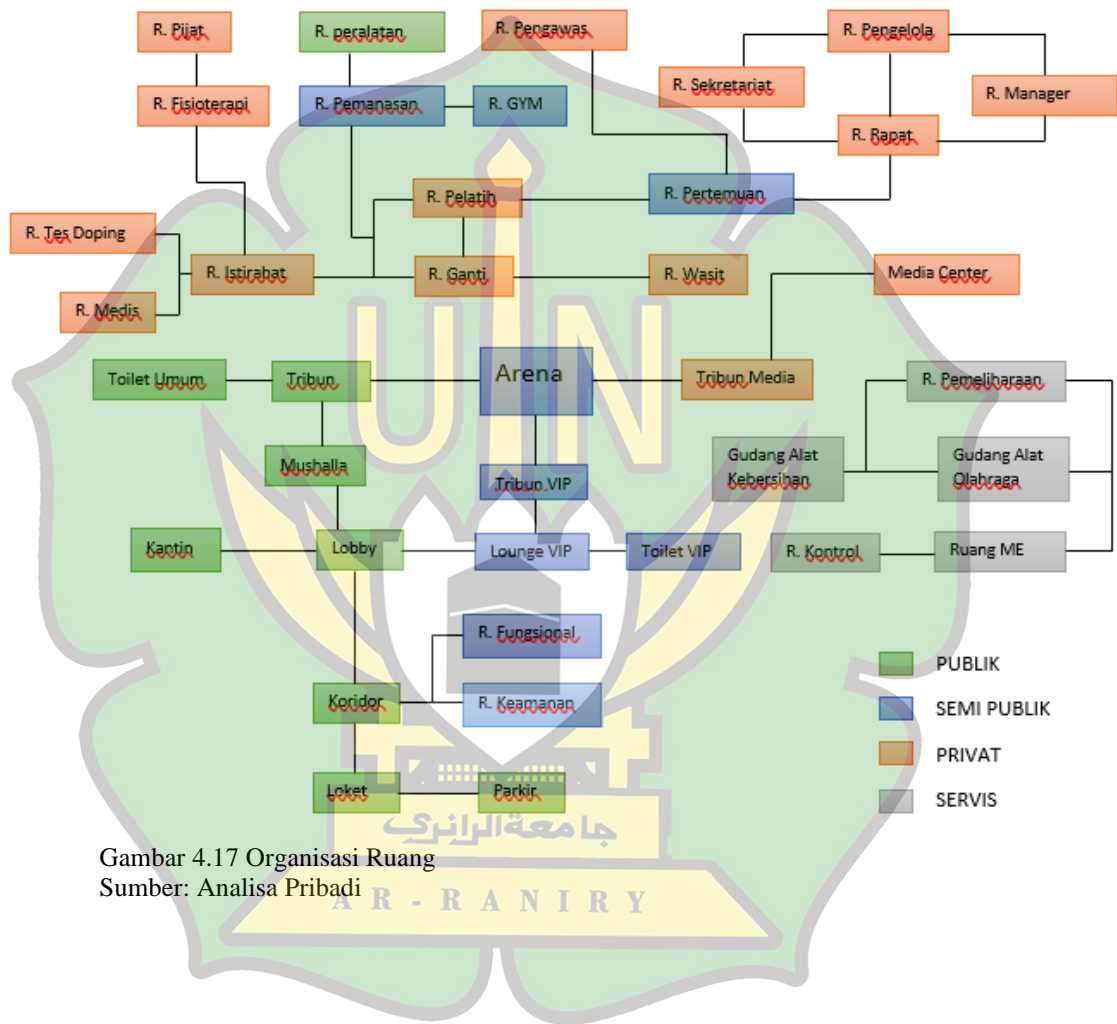 R. Pijat
R. peralatan
R. Pengawas
R. Pengelola
R. Fisioterapi
R. Pemanasan
R. GYM
R. Sekretariat
R. Manager
R. Rapat
R. Pelatih
R. Pertemuan
R. Tes Doping
R. Istirahat
R. Ganti
R. Wasit
Media Center
R. Medis
U
N
Toilet Umum
Tribun
Arena
Tribun Media
R. Pemeliharaan
Mushalla
Tribun VIP
Gudang Alat
Kebersihan
Gudang Alat
Olahraga
Kantin
Lobby
Lounge VIP
Toilet VIP
R. Kontrol
Ruang ME
R. Fungsional
Koridor
R. Keamanan
PUBLIK
SEMI PUBLIK
PRIVAT
SERVIS
Loket
Parkir
جامعة الرانري
Gambar 4.17 Organisasi Ruang
Sumber: Analisa Pribadi
AR-RANIRY